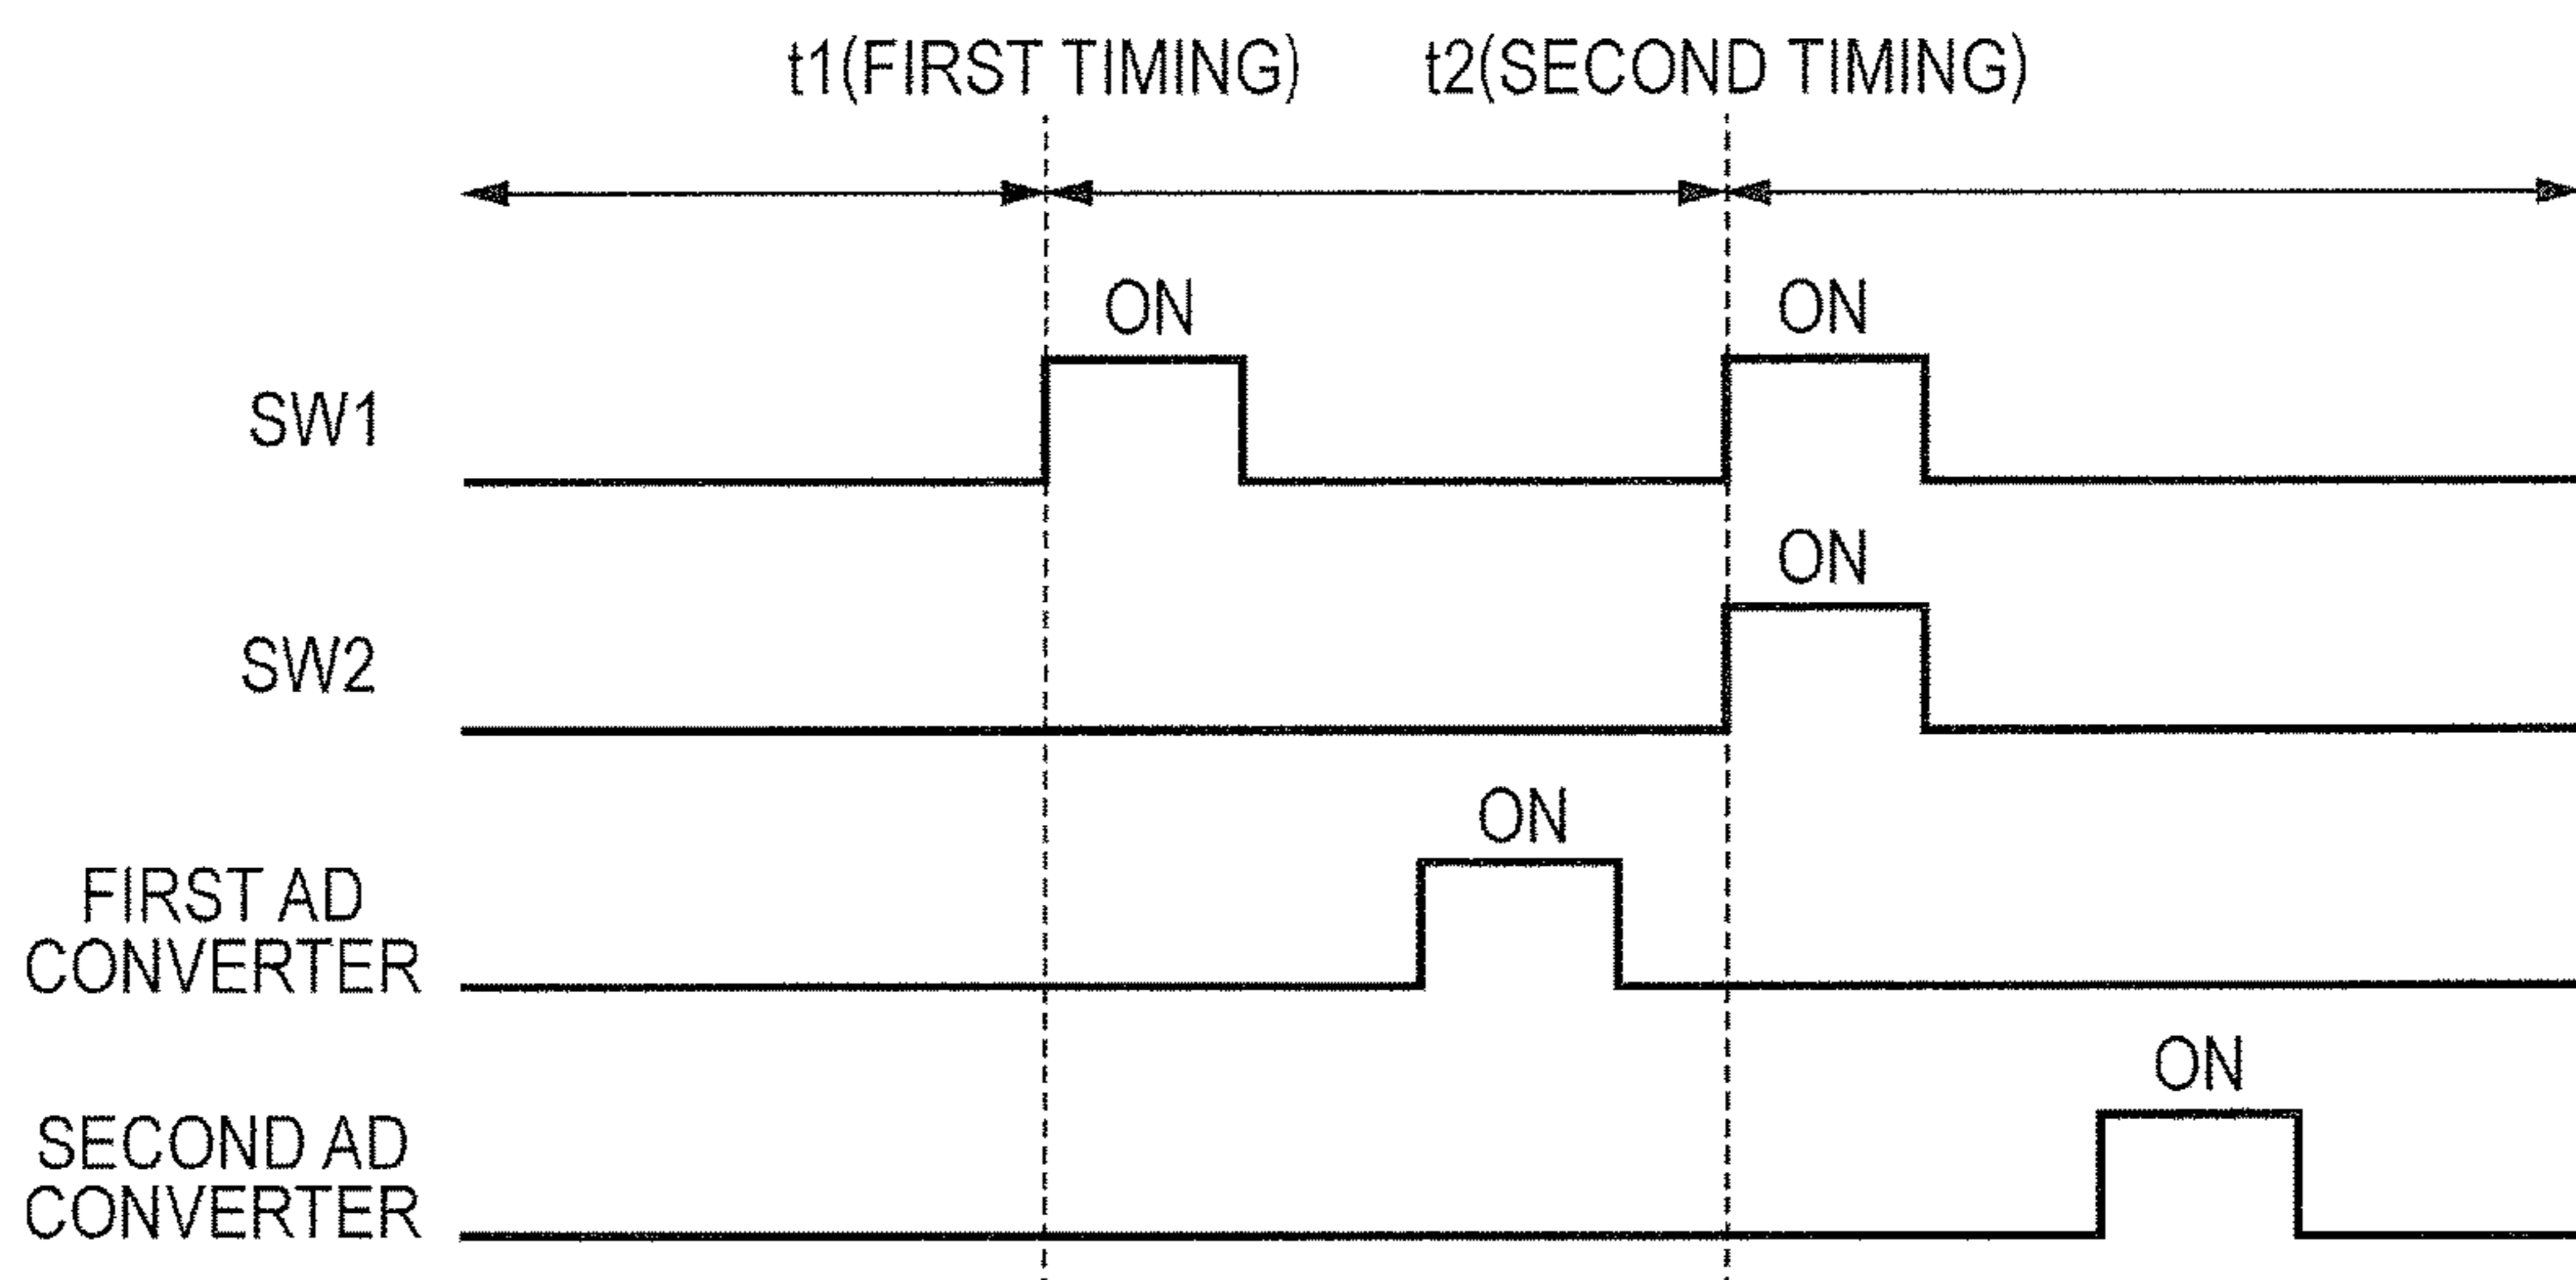 t1(FIRST TIMING) t2(SECOND TIMING)
ON ON
SW1
ON
SW2
ON
FIRST AD
CONVERTER
ON
SECOND AD
CONVERTER